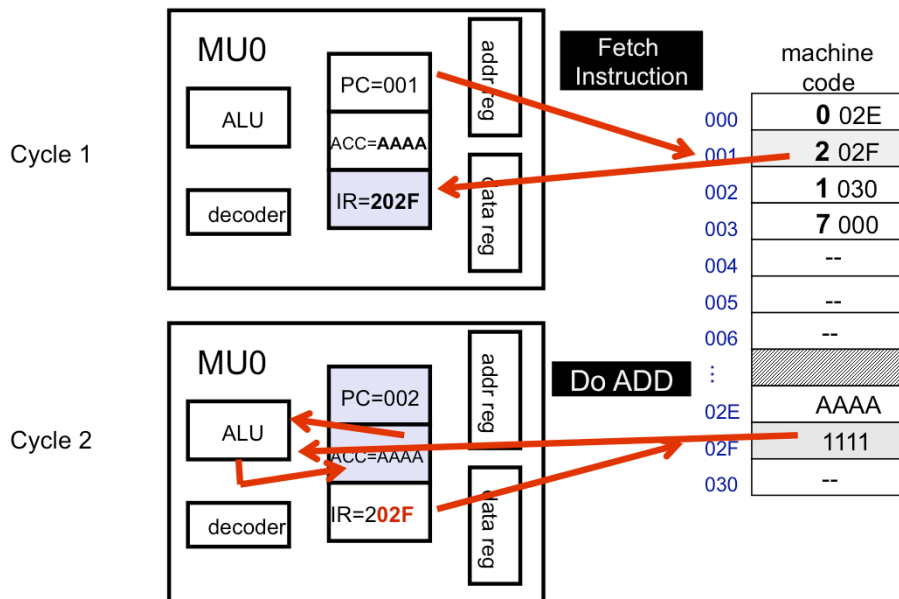 Cycle 1
MU0
ALU
decoder
PC=001
ACC=AAAA
IR=202F
addr reg
data reg
Fetch
Instruction
Cycle 2
MU0
ALU
decoder
PC=002
ACC=AAAA
IR=202F
addr reg
data reg
Do ADD
machine
code
000 0 02E
001 2 02F
002 1 030
003 7 000
004 --
005 --
006 --
...
02E AAAA
02F 1111
030 --